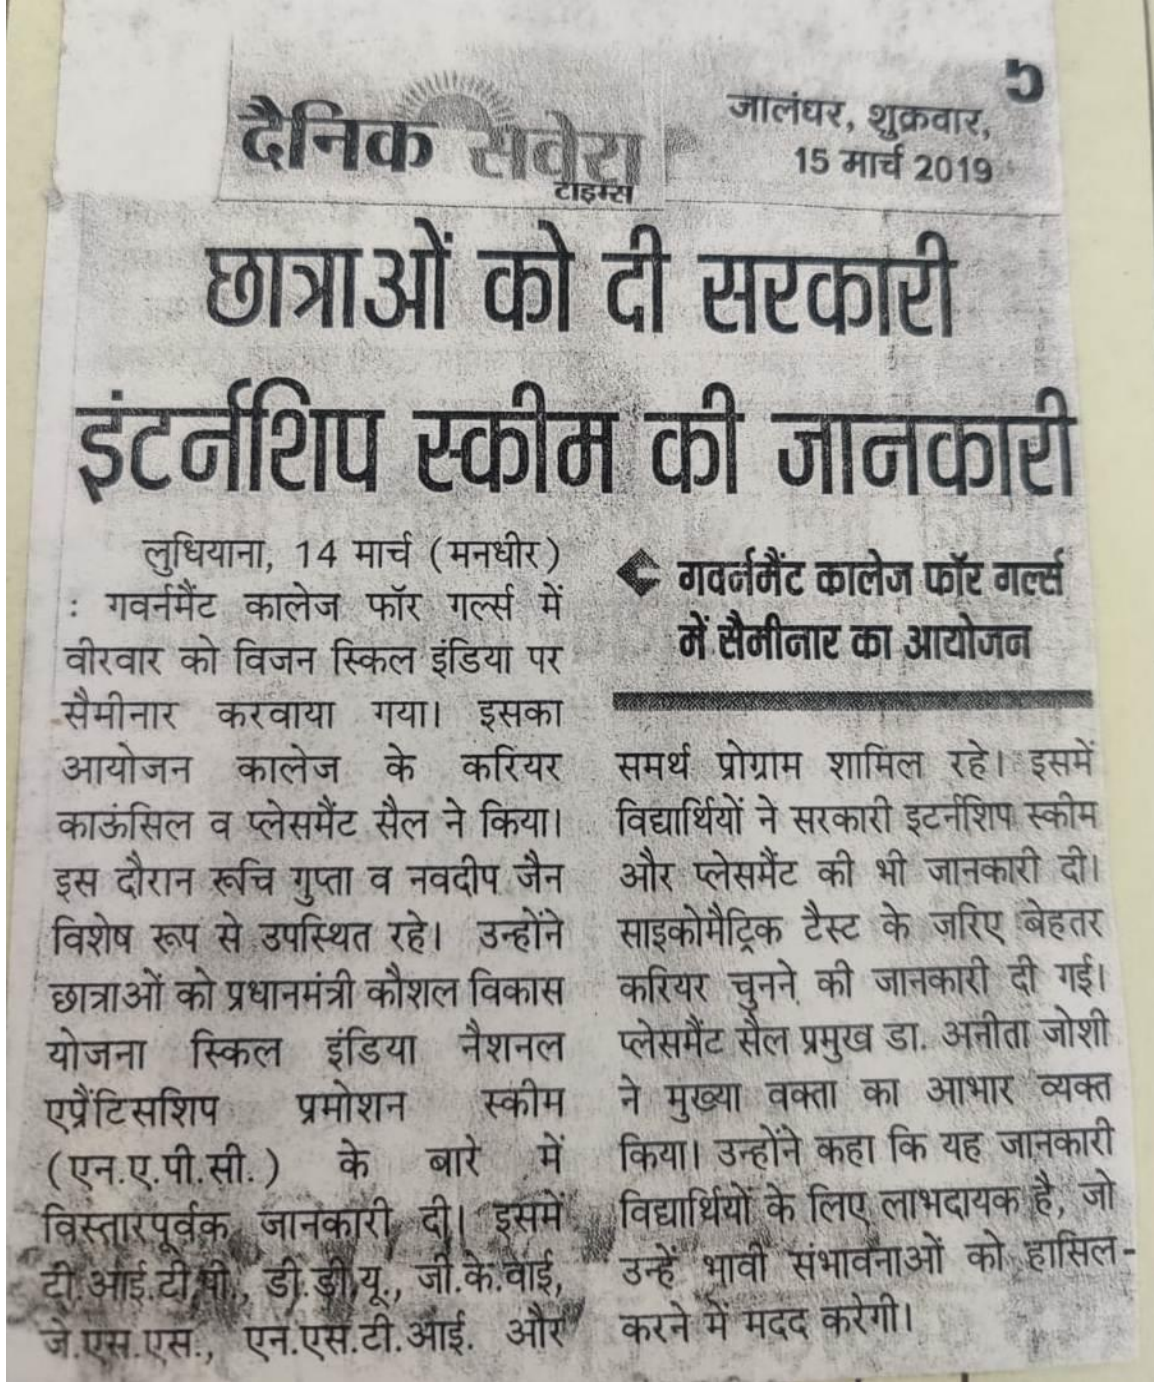 5
दैनिक सवेरा
टाइम्स
जालंधर, शुक्रवार,
15 मार्च 2019
छात्राओं को दी सरकारी
इंटर्नशिप स्कीम की जानकारी
लुधियाना, 14 मार्च (मनधीर)
: गवर्नमैंट कालेज फॉर गर्ल्स में
वीरवार को विजन स्किल इंडिया पर
सैमीनार करवाया गया। इसका
आयोजन कालेज के करियर
काऊंसिल व प्लेसमैंट सैल ने किया।
इस दौरान रूचि गुप्ता व नवदीप जैन
विशेष रूप से उपस्थित रहे। उन्होंने
छात्राओं को प्रधानमंत्री कौशल विकास
योजना स्किल इंडिया नैशनल
एप्रैंटिसशिप प्रमोशन स्कीम
(एन.ए.पी.सी.) के बारे में
विस्तारपूर्वक जानकारी दी। इसमें
टी.आई.टी.पी., डी.डी.यू., जी.के.वाई,
जे.एस.एस., एन.एस.टी.आई. और
गवर्नमैंट कालेज फॉर गर्ल्स
में सैमीनार का आयोजन
समर्थ प्रोग्राम शामिल रहे। इसमें
विद्यार्थियों ने सरकारी इटर्नशिप स्कीम
और प्लेसमैंट की भी जानकारी दी।
साइकोमैट्रिक टैस्ट के जरिए बेहतर
करियर चुनने की जानकारी दी गई।
प्लेसमैंट सैल प्रमुख डा. अनीता जोशी
ने मुख्या वक्ता का आभार व्यक्त
किया। उन्होंने कहा कि यह जानकारी
विद्यार्थियों के लिए लाभदायक है, जो
उन्हें भावी संभावनाओं को हासिल-
करने में मदद करेगी।